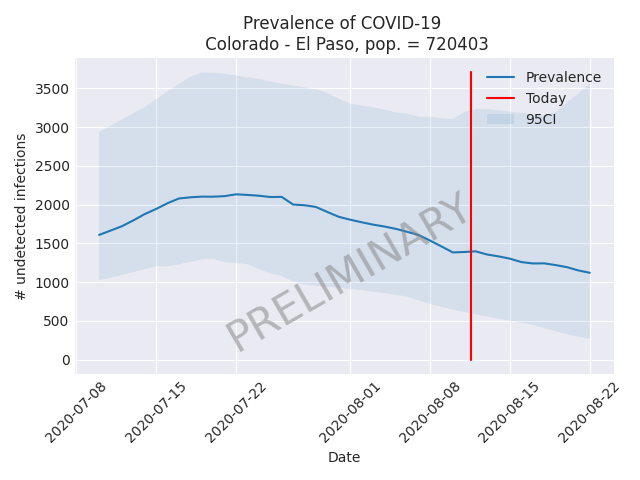 Prevalence of COVID-19
Colorado - El Paso, pop. = 720403
Prevalence
Today
95CI
3500
3000
2500
2000
1500
1000
500
0
# undetected infections
PRELIMINARY
2020-07-08
2020-07-15
2020-07-22
2020-08-01
2020-08-08
2020-08-15
2020-08-22
Date